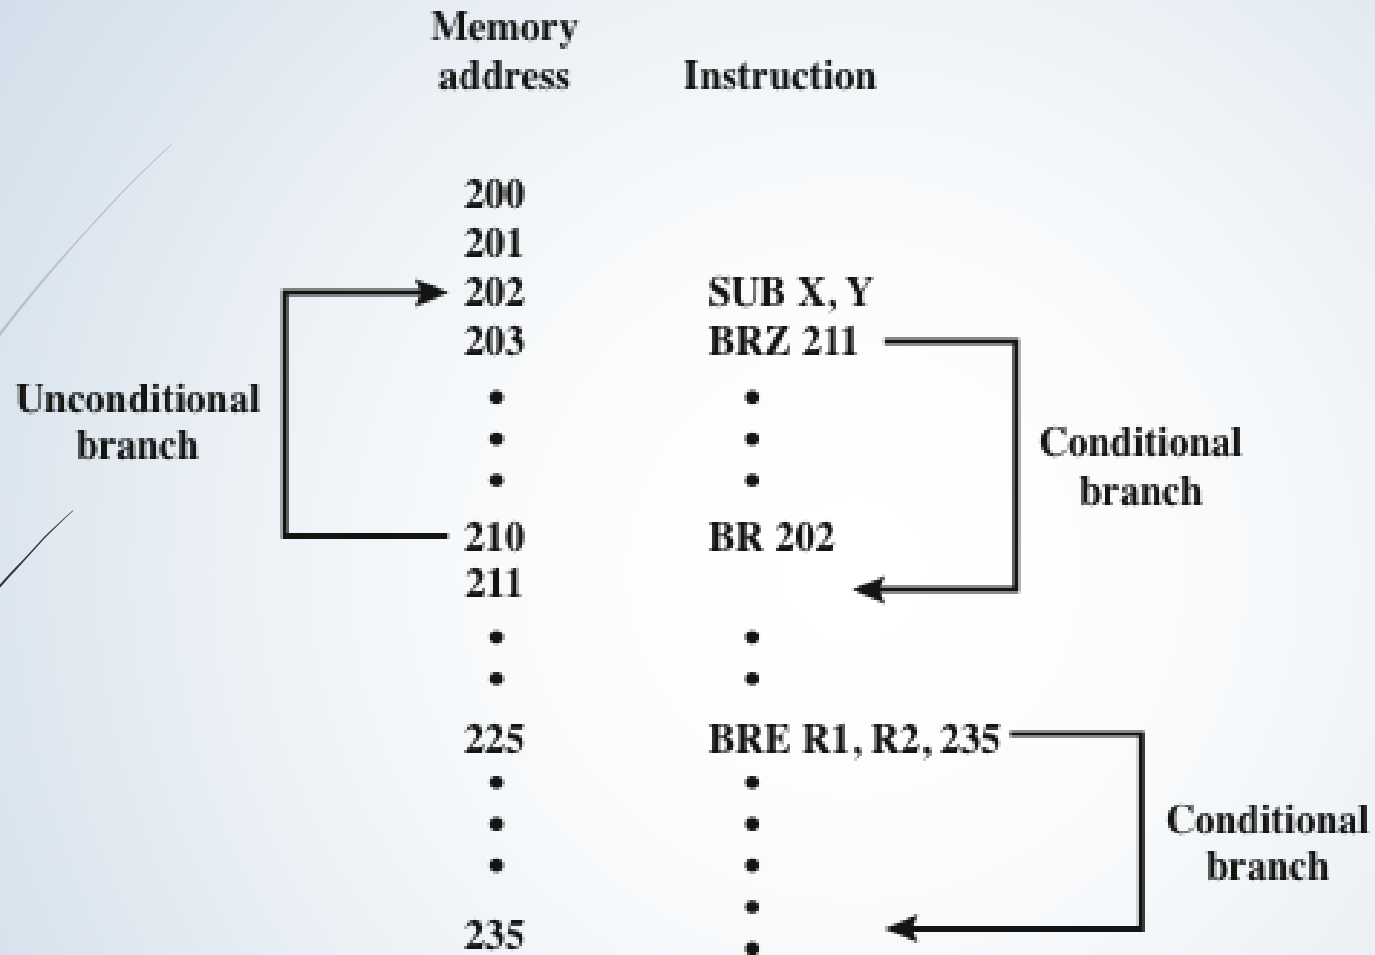 Memory
address Instruction
200
201
202 SUB X, Y
203 BRZ 211
Unconditional
branch
Conditional
branch
210 BR 202
211
225 BRE R1, R2, 235
Conditional
branch
235